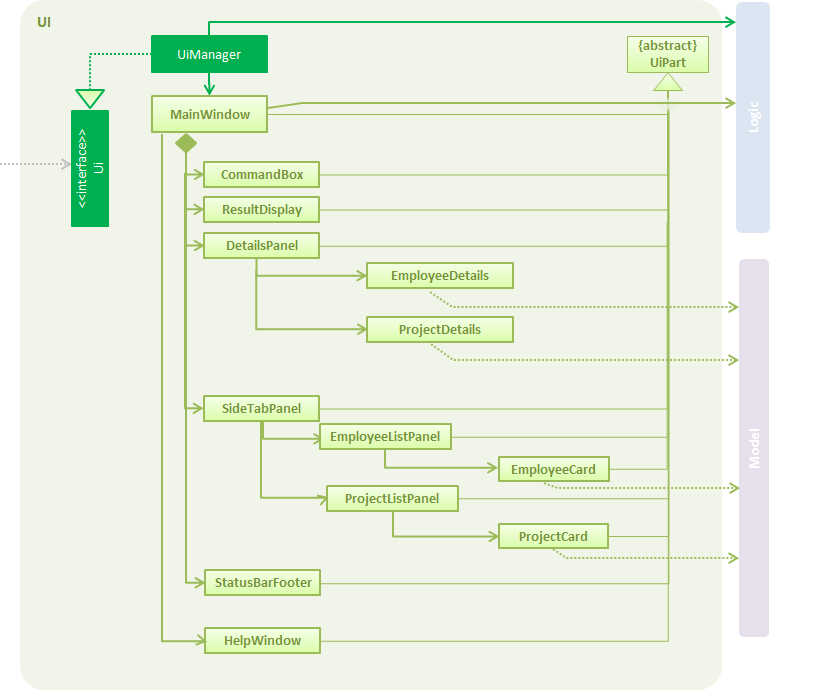 UI
UiManager
{abstract}
UiPart
MainWindow
Logic
<<interface>>
Ui
CommandBox
ResultDisplay
DetailsPanel
EmployeeDetails
ProjectDetails
SideTabPanel
EmployeeListPanel
Model
EmployeeCard
ProjectListPanel
ProjectCard
StatusBarFooter
HelpWindow